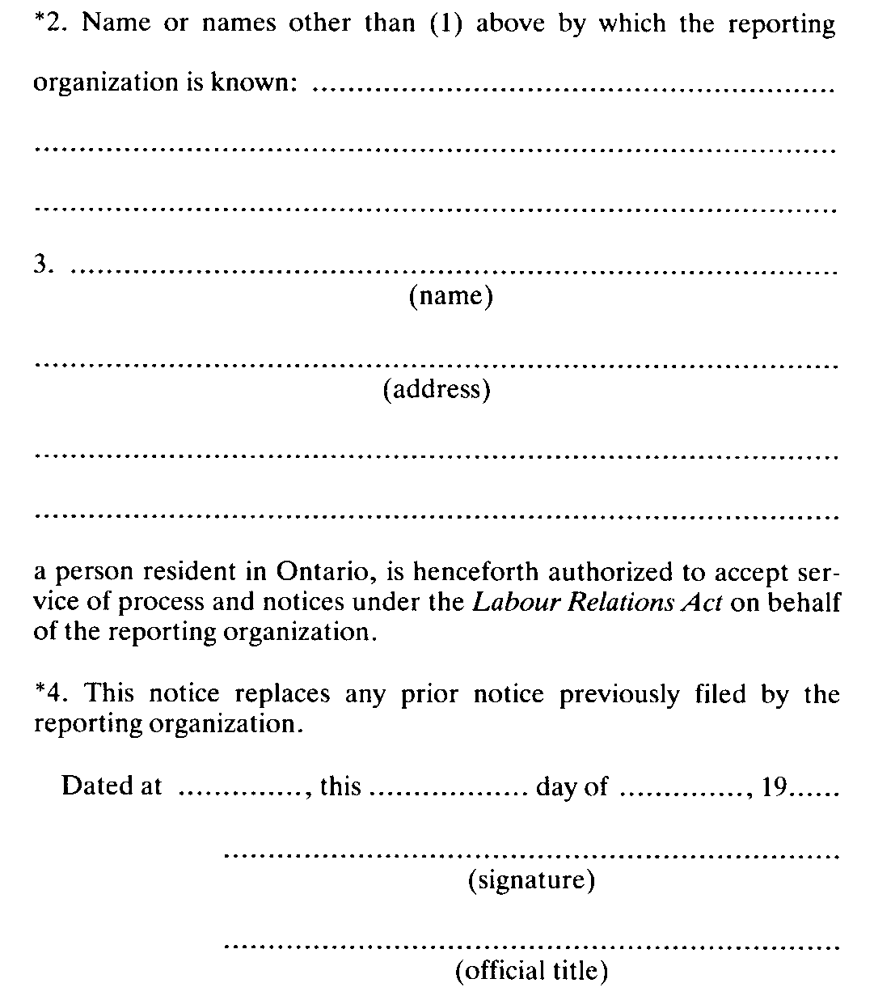 *2. Name or names other than (1) above by which the reporting
organization is known: ............................................................
..........................................................................................
..........................................................................................
3. ......................................................................................
(name)
..........................................................................................
(address)
..........................................................................................
..........................................................................................
a person resident in Ontario, is henceforth authorized to accept ser-
vice of process and notices under the Labour Relations Act on behalf
of the reporting organization.
*4. This notice replaces any prior notice previously filed by the
reporting organization.
Dated at .............., this .................. day of .............., 19......
......................................................................
(signature)
......................................................................
(official title)